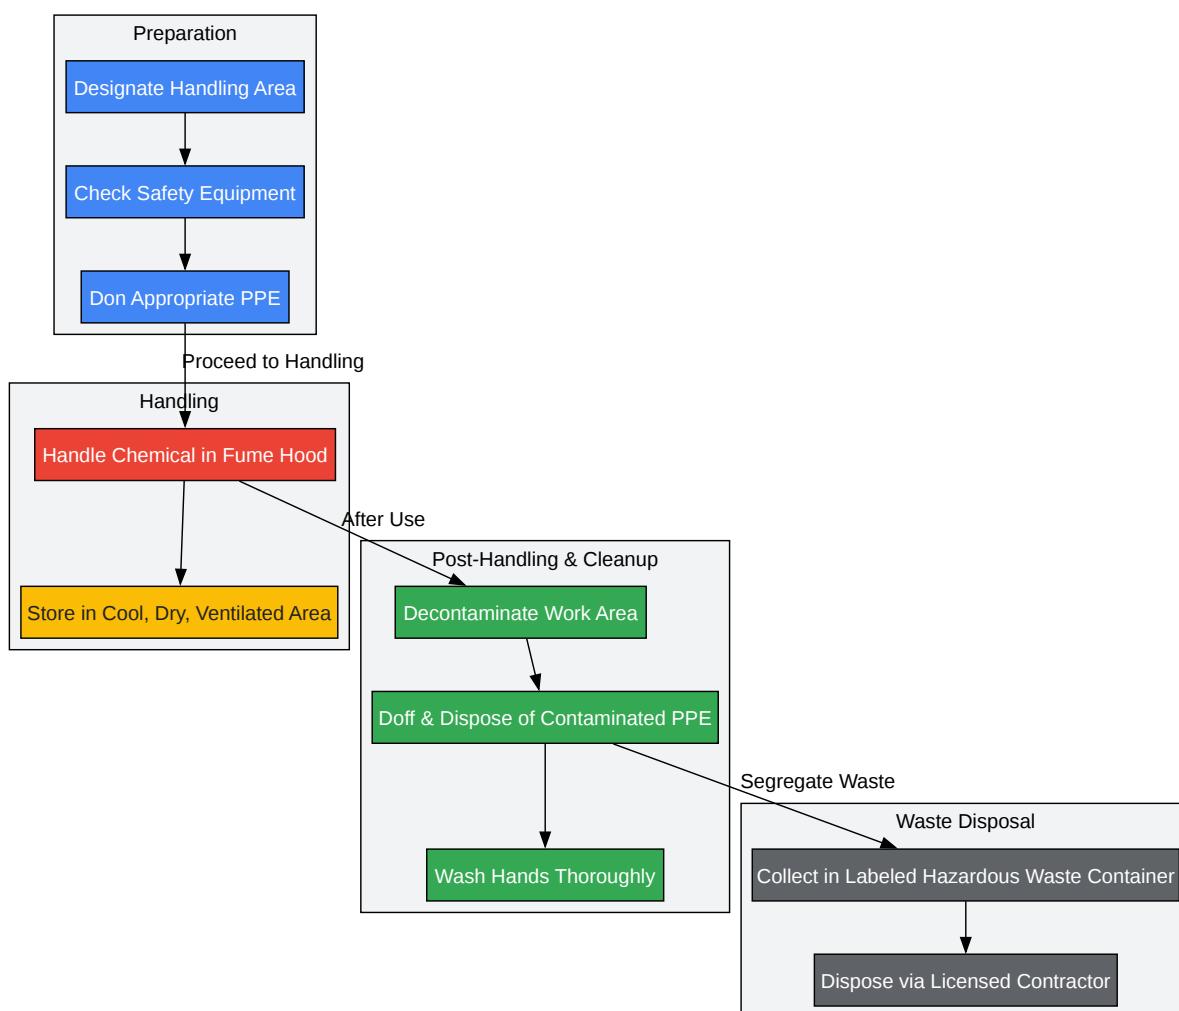 Preparation
Designate Handling Area
Check Safety Equipment
Don Appropriate PPE
Proceed to Handling
Handling
Handle Chemical in Fume Hood
After Use
Store in Cool, Dry, Ventilated Area
Post-Handling & Cleanup
Decontaminate Work Area
Doff & Dispose of Contaminated PPE
Segregate Waste
Wash Hands Thoroughly
Waste Disposal
Collect in Labeled Hazardous Waste Container
Dispose via Licensed Contractor